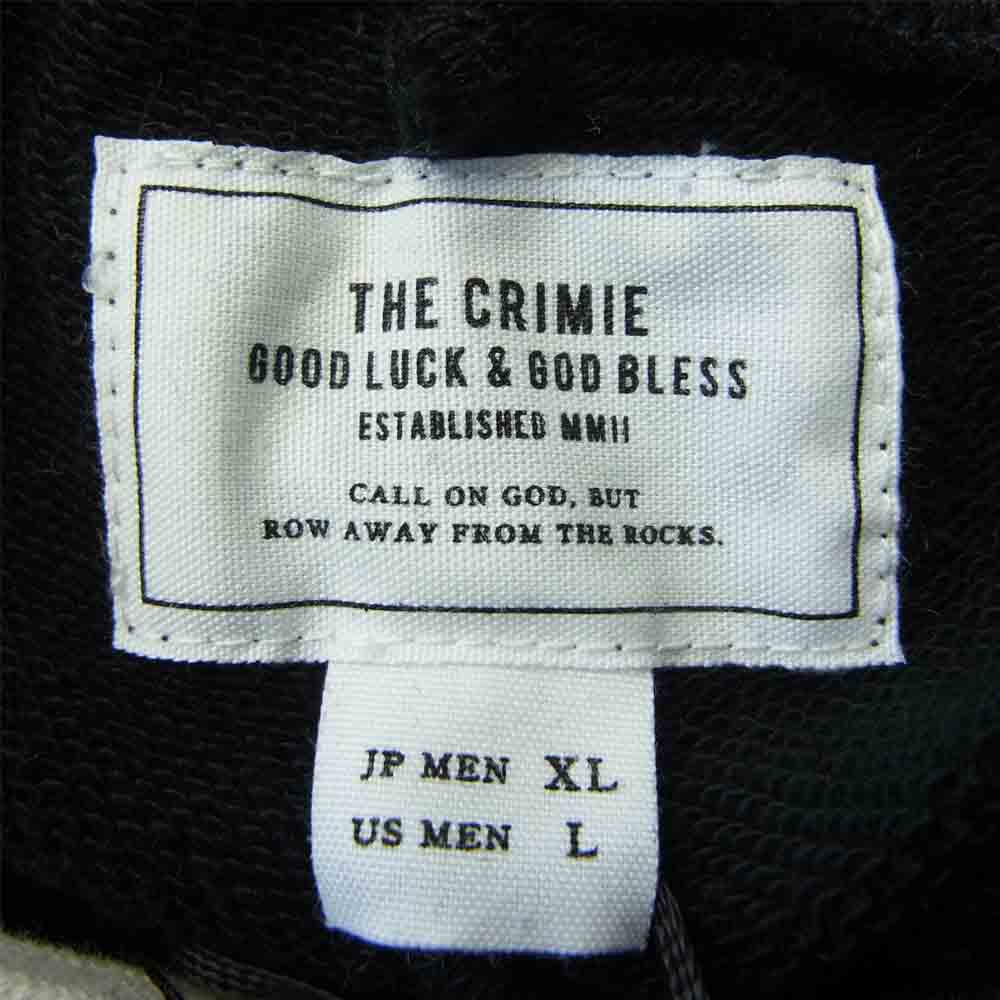 THE CRIMIE
GOOD LUCK & GOD BLESS
ESTABLISHED MMII
CALL ON GOD, BUT
ROW AWAY FROM THE ROCKS.
JP MEN XL
US MEN L